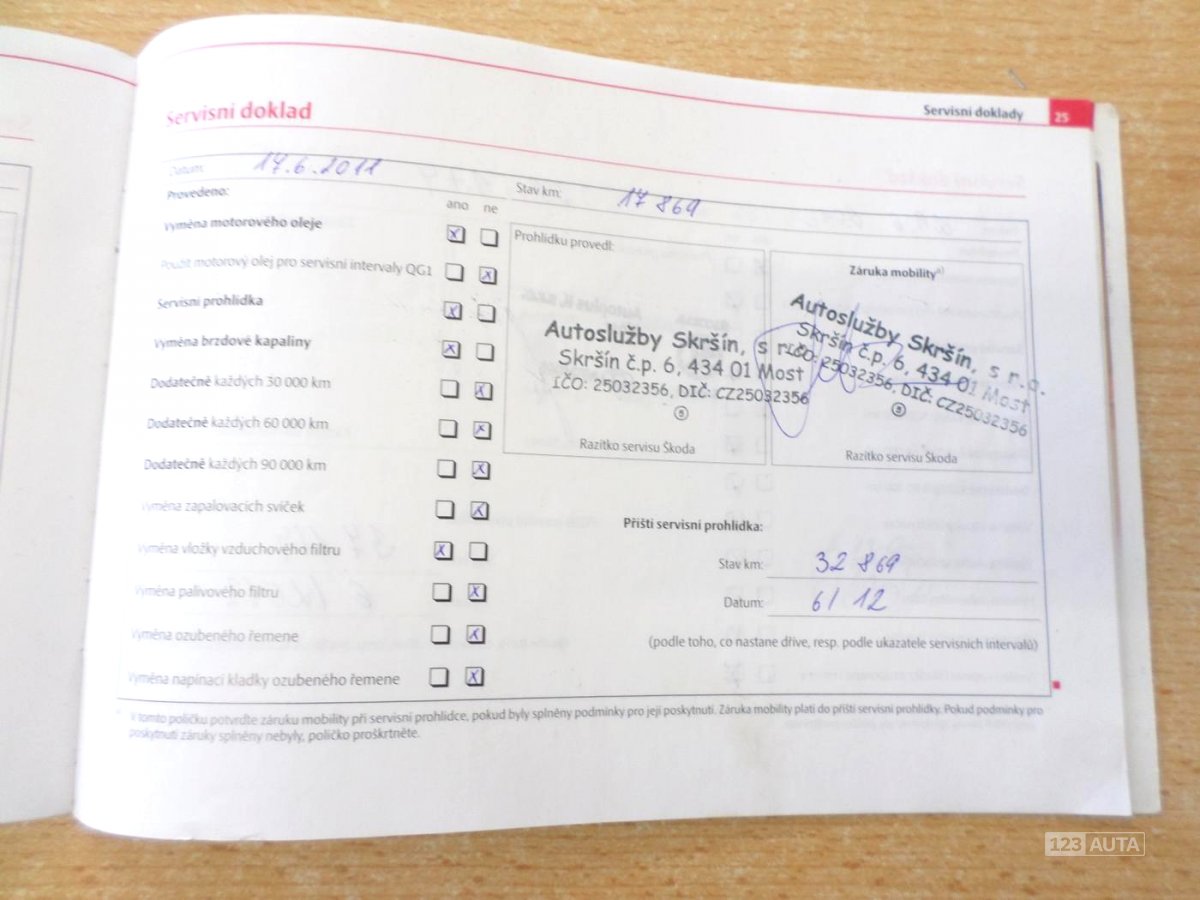 Servisní doklady 25
Servisní doklad
Datum: 17.6.2011
Stav km: 17 869
Provedeno:
ano ne
Výměna motorového oleje X
Použit motorový olej pro servisní intervaly QG1 X
Servisní prohlídka X
Výměna brzdové kapaliny X
Dodatečně každých 30 000 km X
Dodatečně každých 60 000 km X
Dodatečně každých 90 000 km X
Výměna zapalovacích svíček X
Výměna vložky vzduchového filtru X
Výměna palivového filtru X
Výměna ozubeného řemene X
Výměna napínací kladky ozubeného řemene X
Prohlídku provedl:
Autoslužby Skršín, s r.o.
Skršín č.p. 6, 434 01 Most
IČO: 25032356, DIČ: CZ25032356
Razítko servisu Škoda
Záruka mobility a)
Autoslužby Skršín, s r.o.
Skršín č.p. 6, 434 01 Most
IČO: 25032356, DIČ: CZ25032356
Razítko servisu Škoda
Příští servisní prohlídka:
Stav km: 32 869
Datum: 6/12
(podle toho, co nastane dříve, resp. podle ukazatele servisních intervalů)
V tomto políčku potvrďte záruku mobility při servisní prohlídce, pokud byly splněny podmínky pro její poskytnutí. Záruka mobility platí do příští servisní prohlídky. Pokud podmínky pro
poskytnutí záruky splněny nebyly, políčko proškrtněte.
123 AUTA